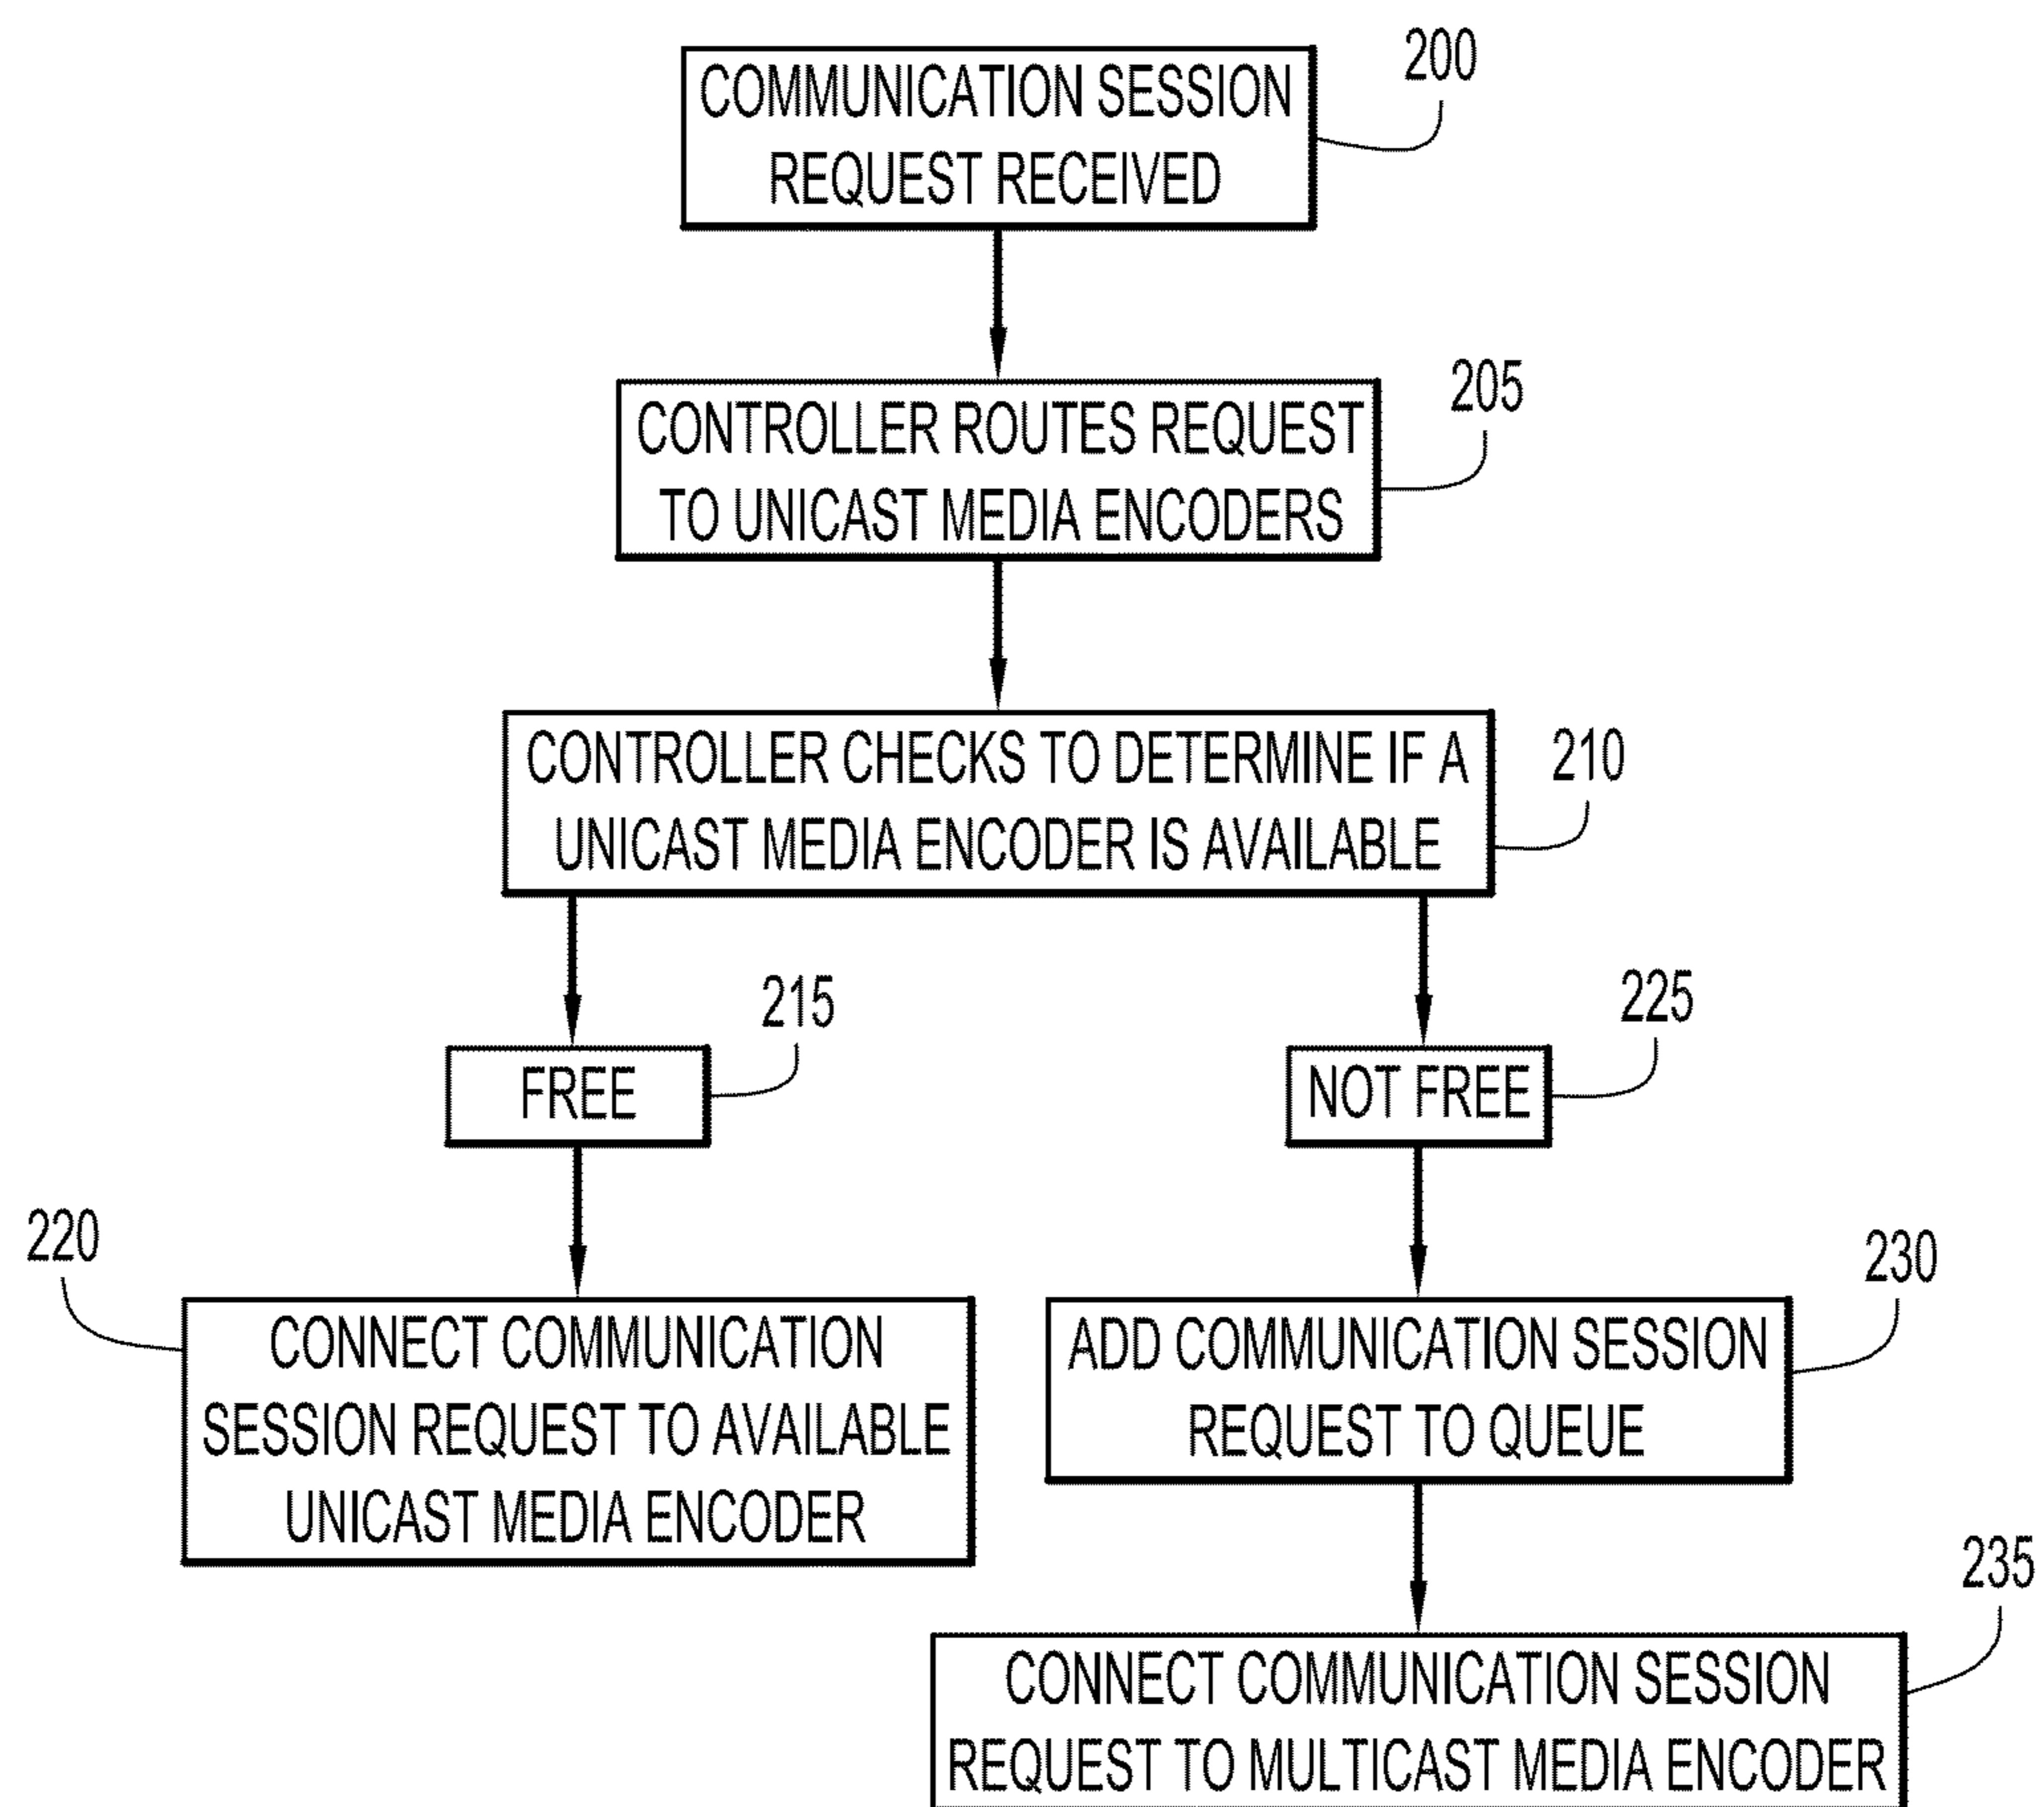 COMMUNICATION SESSION
REQUEST RECEIVED
200
CONTROLLER ROUTES REQUEST
TO UNICAST MEDIA ENCODERS
205
CONTROLLER CHECKS TO DETERMINE IF A
UNICAST MEDIA ENCODER IS AVAILABLE
210
FREE
215
NOT FREE
225
220
CONNECT COMMUNICATION
SESSION REQUEST TO AVAILABLE
UNICAST MEDIA ENCODER
ADD COMMUNICATION SESSION
REQUEST TO QUEUE
230
CONNECT COMMUNICATION SESSION
REQUEST TO MULTICAST MEDIA ENCODER
235